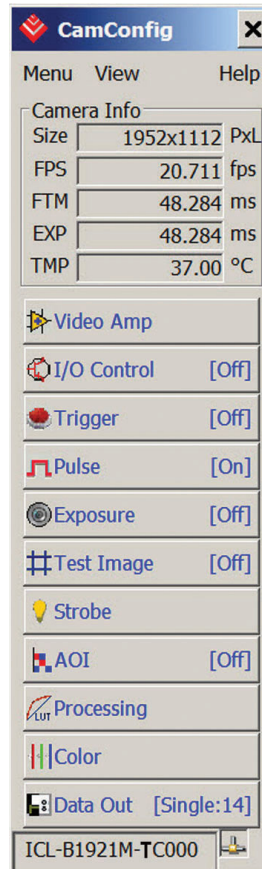 CamConfig
Menu View Help
Camera Info
Size 1952x1112 PxL
FPS 20.711 fps
FTM 48.284 ms
EXP 48.284 ms
TMP 37.00 °C
Video Amp
I/O Control [Off]
Trigger [Off]
Pulse [On]
Exposure [Off]
Test Image [Off]
Strobe
AOI [Off]
LUT Processing
Color
Data Out [Single:14]
ICL-B1921M-TC000